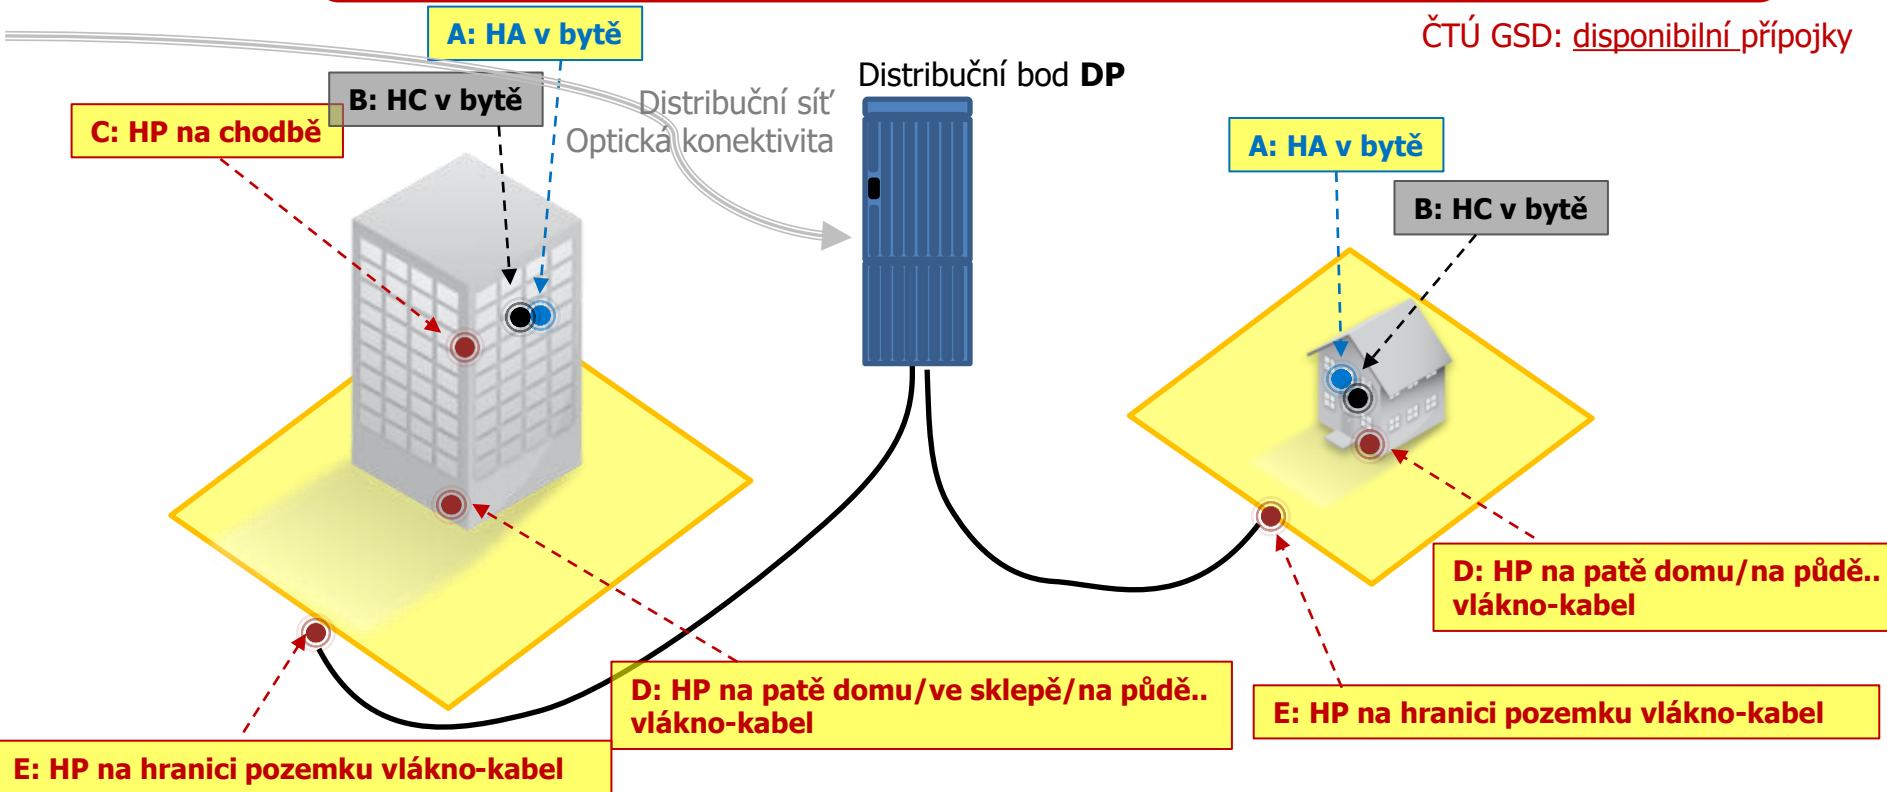 A: HA v bytě
ČTÚ GSD: disponibilní přípojky
B: HC v bytě
Distribuční bod DP
C: HP na chodbě
Distribuční síť
Optická konektivita
A: HA v bytě
B: HC v bytě
D: HP na patě domu/na půdě..
vlákno-kabel
D: HP na patě domu/ve sklepě/na půdě..
vlákno-kabel
E: HP na hranici pozemku vlákno-kabel
E: HP na hranici pozemku vlákno-kabel